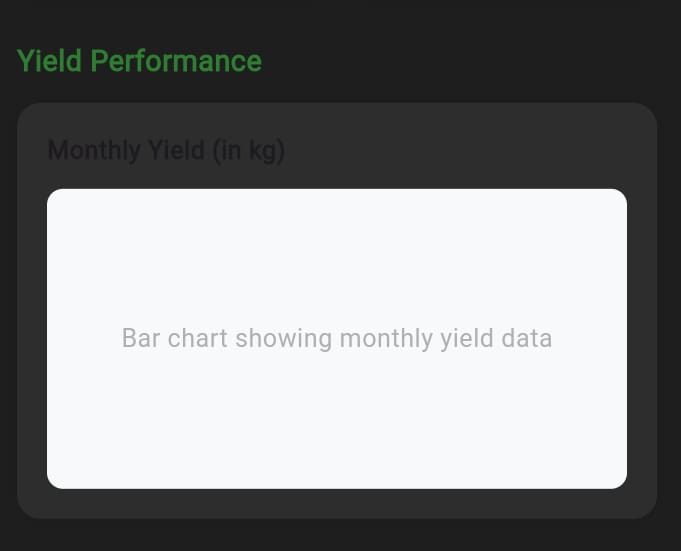 Yield Performance
Monthly Yield (in kg)
Bar chart showing monthly yield data